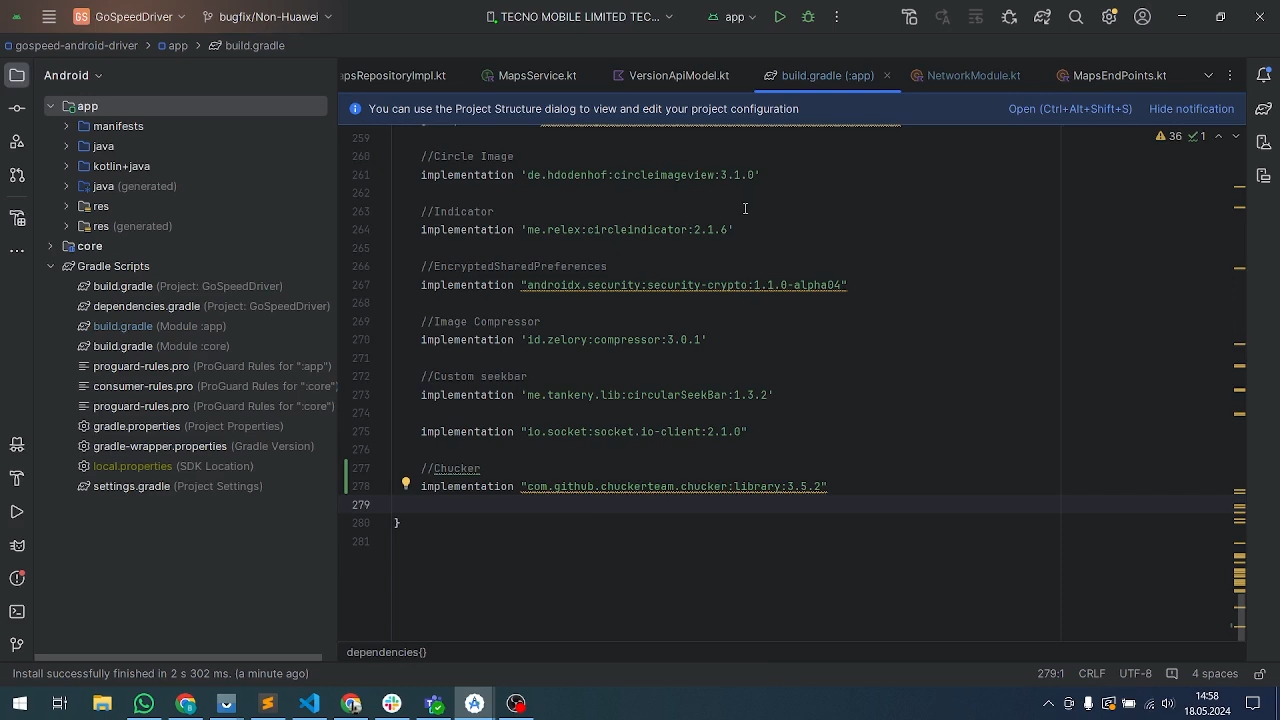 GS GoSpeedDriver bugfix/Non-Huawei TECNO MOBILE LIMITED TEC... app
gospeed-android-driver app build.gradle
Android
psRepositoryImpl.kt MapsService.kt VersionApiModel.kt build.gradle (:app) NetworkModule.kt MapsEndPoints.kt
You can use the Project Structure dialog to view and edit your project configuration Open (Ctrl+Alt+Shift+S) Hide notification
36 1
app
manifests
java
kotlin+java
java (generated)
res
res (generated)
core
Gradle Scripts
build.gradle (Project: GoSpeedDriver)
dependencies.gradle (Project: GoSpeedDriver)
build.gradle (Module :app)
build.gradle (Module :core)
proguard-rules.pro (ProGuard Rules for ":app")
consumer-rules.pro (ProGuard Rules for ":core"
proguard-rules.pro (ProGuard Rules for ":core")
gradle.properties (Project Properties)
gradle-wrapper.properties (Gradle Version)
local.properties (SDK Location)
settings.gradle (Project Settings)
259
260 //Circle Image
261 implementation 'de.hdodenhof:circleimageview:3.1.0'
262
263 //Indicator
264 implementation 'me.relex:circleindicator:2.1.6'
265
266 //EncryptedSharedPreferences
267 implementation "androidx.security:security-crypto:1.1.0-alpha04"
268
269 //Image Compressor
270 implementation 'id.zelory:compressor:3.0.1'
271
272 //Custom seekbar
273 implementation 'me.tankery.lib:circularSeekBar:1.3.2'
274
275 implementation "io.socket:socket.io-client:2.1.0"
276
277 //Chucker
278 implementation "com.github.chuckerteam.chucker:library:3.5.2"
279
280 }
281
dependencies{}
Install successfully finished in 2 s 302 ms. (a minute ago) 279:1 CRLF UTF-8 4 spaces
14:58
18.05.2024